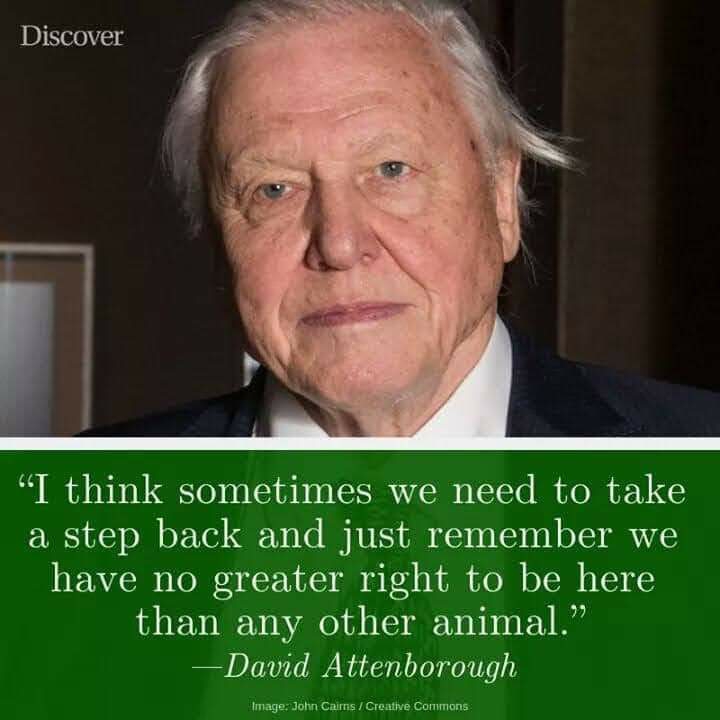 Discover
“I think sometimes we need to take
a step back and just remember we
have no greater right to be here
than any other animal.”
—David Attenborough
Image: John Cairns / Creative Commons